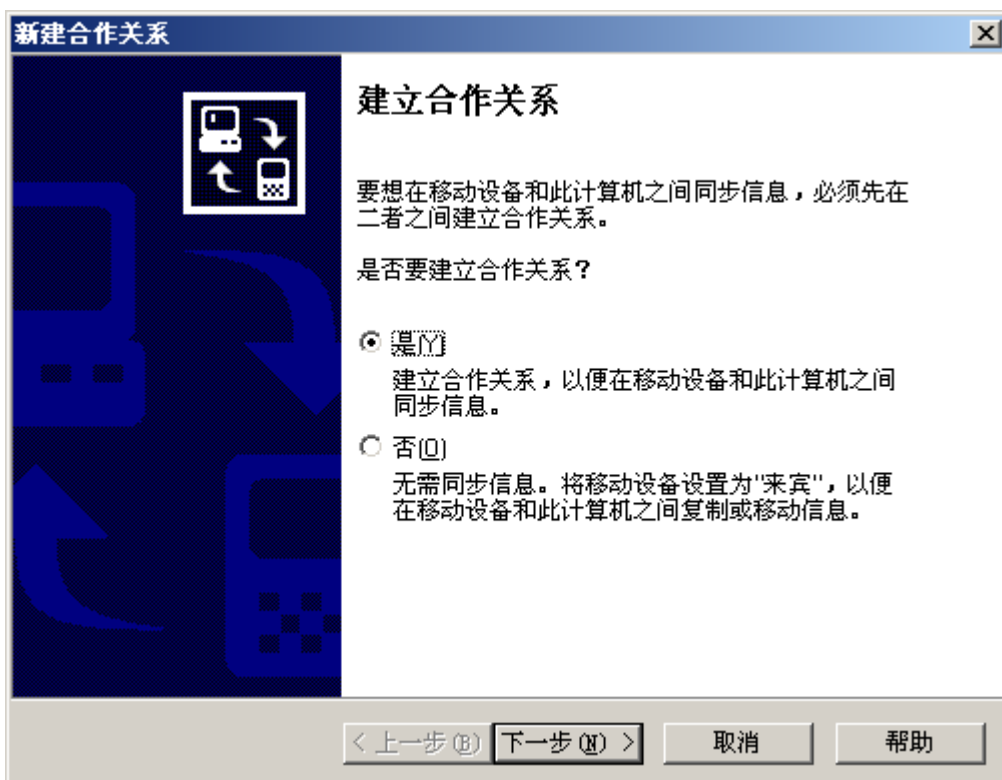 新建合作关系
建立合作关系
要想在移动设备和此计算机之间同步信息，必须先在
二者之间建立合作关系。
是否要建立合作关系?
是(Y)
建立合作关系，以便在移动设备和此计算机之间
同步信息。
否(O)
无需同步信息。将移动设备设置为"来宾"，以便
在移动设备和此计算机之间复制或移动信息。
< 上一步(B) 下一步(N) > 取消 帮助